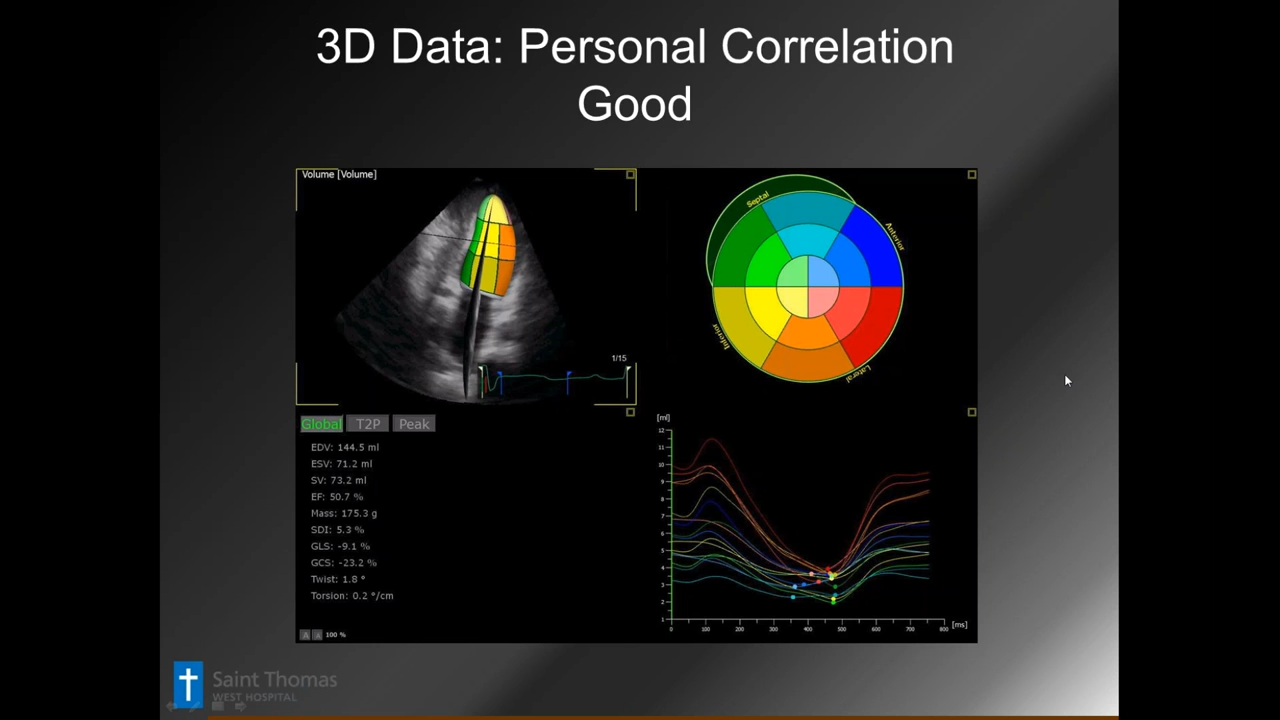 3D Data: Personal Correlation
Good
Volume [Volume]
1/15
Septal
Anterior
Inferior
Lateral
Global T2P Peak
EDV: 144.5 ml
ESV: 71.2 ml
SV: 73.2 ml
EF: 50.7 %
Mass: 175.3 g
SDI: 5.3 %
GLS: -9.1 %
GCS: -23.2 %
Twist: 1.8 °
Torsion: 0.2 °/cm
A A 100 %
[ml]
12
11
10
9
8
7
6
5
4
3
2
1
0 100 200 300 400 500 600 700 800 [ms]
Saint Thomas
WEST HOSPITAL